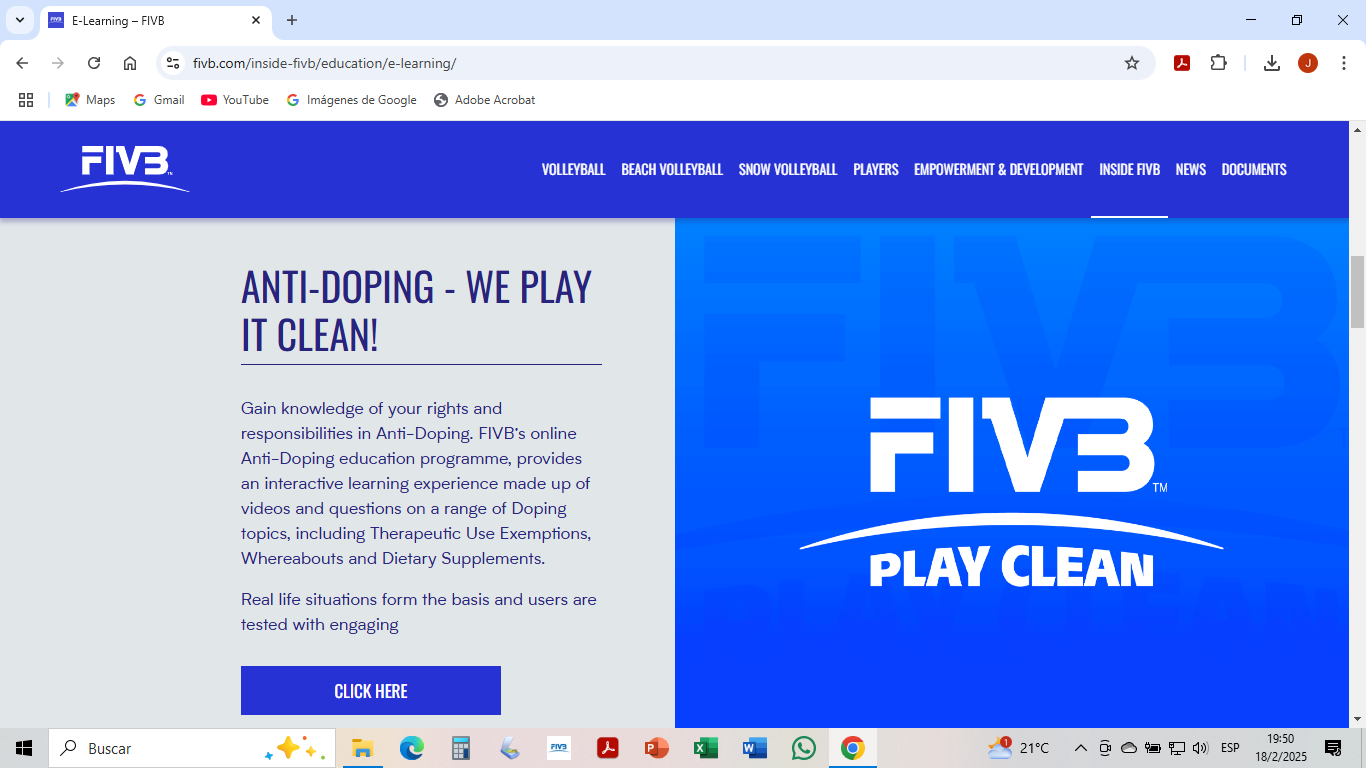 E-Learning – FIVB
fivb.com/inside-fivb/education/e-learning/
J
Maps Gmail YouTube Imágenes de Google Adobe Acrobat
FIVB™
VOLLEYBALL BEACH VOLLEYBALL SNOW VOLLEYBALL PLAYERS EMPOWERMENT & DEVELOPMENT INSIDE FIVB NEWS DOCUMENTS
ANTI-DOPING - WE PLAY
IT CLEAN!
Gain knowledge of your rights and
responsibilities in Anti-Doping. FIVB's online
Anti-Doping education programme, provides
an interactive learning experience made up of
videos and questions on a range of Doping
topics, including Therapeutic Use Exemptions,
Whereabouts and Dietary Supplements.
Real life situations form the basis and users are
tested with engaging
CLICK HERE
FIVB™
PLAY CLEAN
Buscar
FIVB
1
21°C
ESP
19:50
18/2/2025